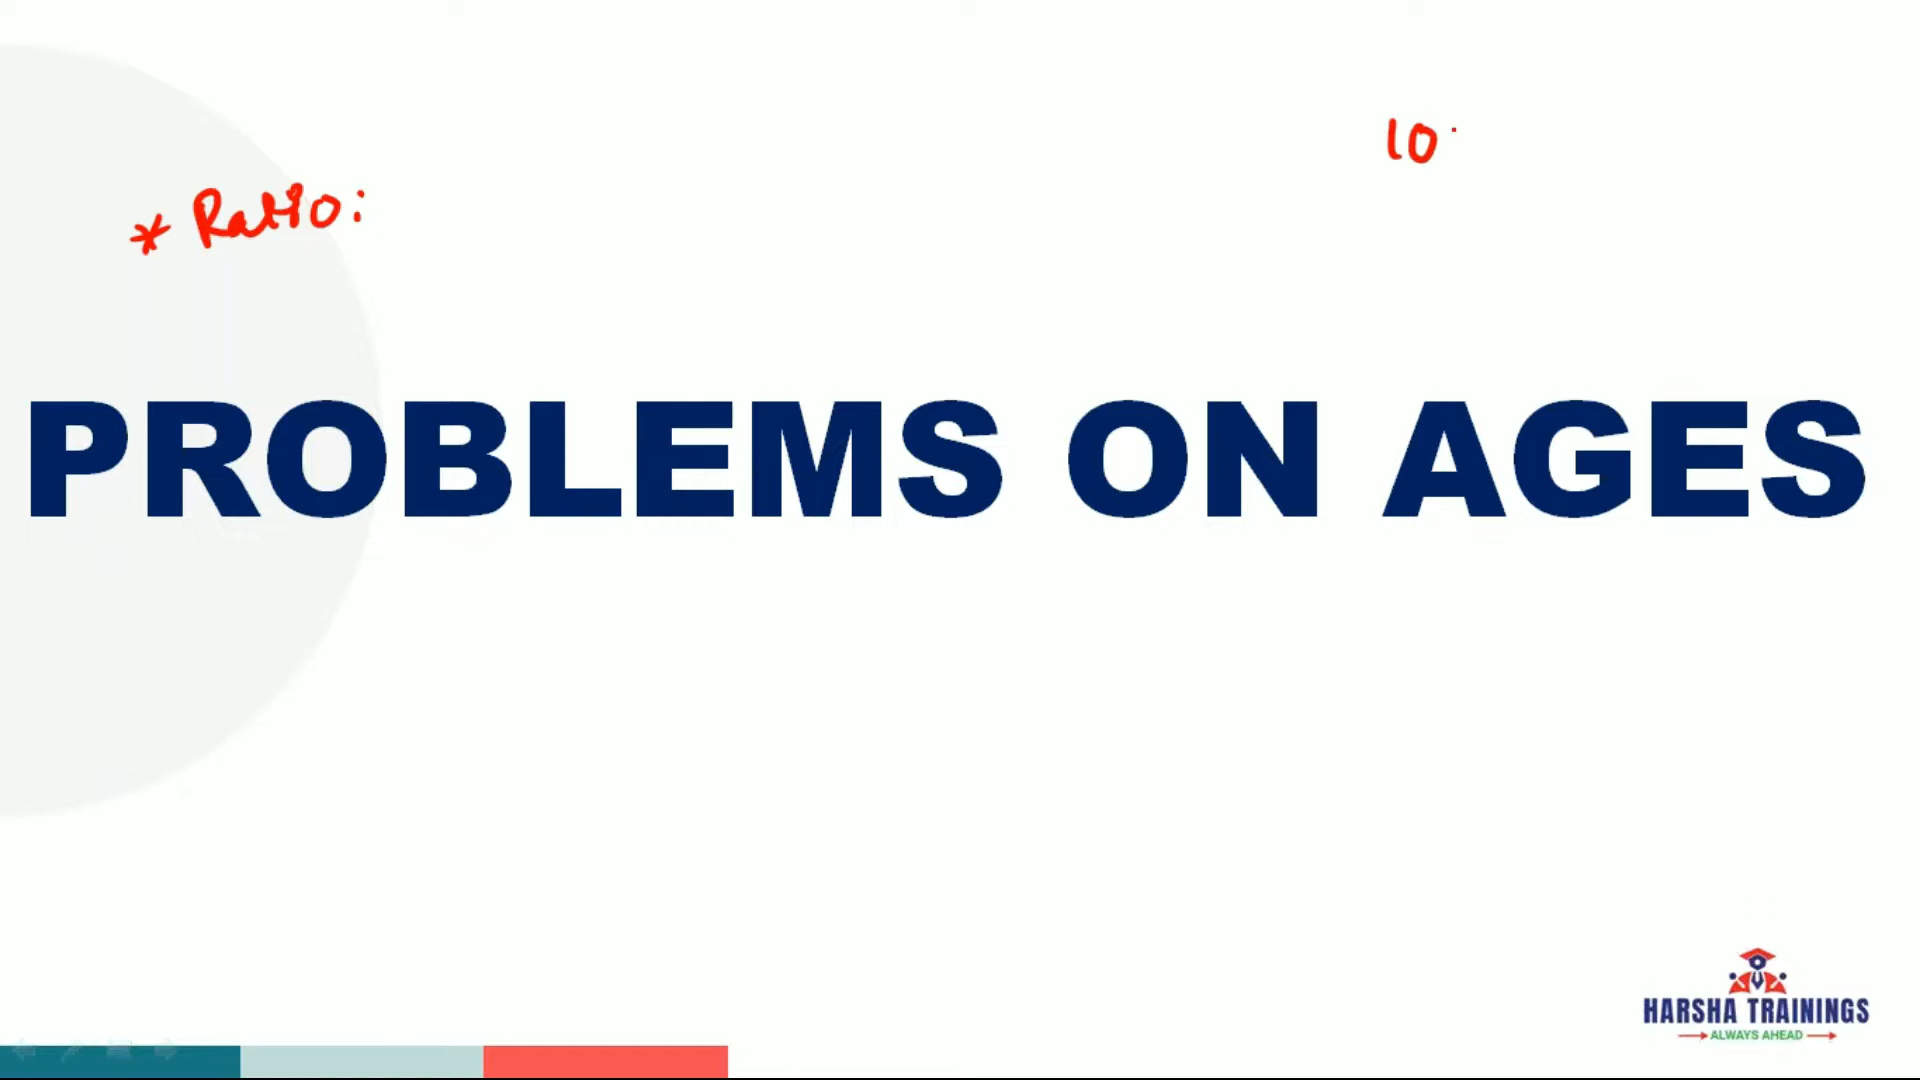 10
* Ratio:
PROBLEMS ON AGES
HARSHA TRAININGS
ALWAYS AHEAD